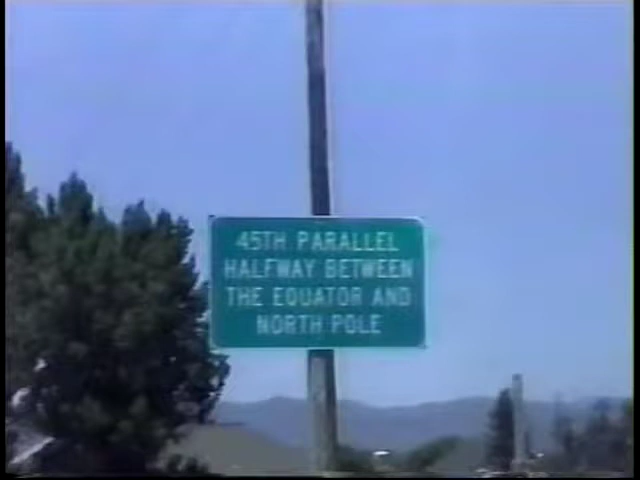 45TH PARALLEL
HALFWAY BETWEEN
THE EQUATOR AND
NORTH POLE